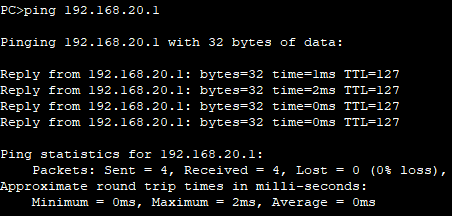 PC>ping 192.168.20.1
Pinging 192.168.20.1 with 32 bytes of data:
Reply from 192.168.20.1: bytes=32 time=1ms TTL=127
Reply from 192.168.20.1: bytes=32 time=2ms TTL=127
Reply from 192.168.20.1: bytes=32 time=0ms TTL=127
Reply from 192.168.20.1: bytes=32 time=0ms TTL=127
Ping statistics for 192.168.20.1:
Packets: Sent = 4, Received = 4, Lost = 0 (0% loss),
Approximate round trip times in milli-seconds:
Minimum = 0ms, Maximum = 2ms, Average = 0ms